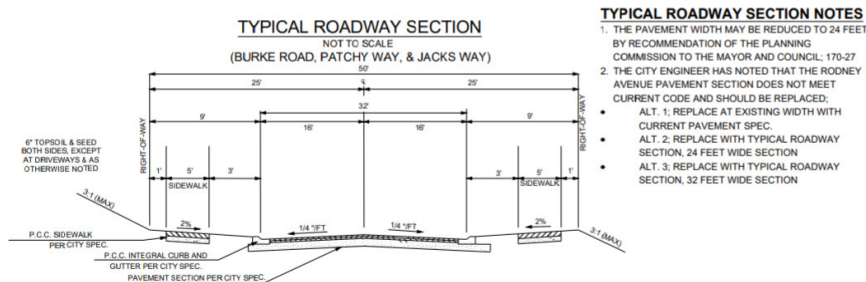 TYPICAL ROADWAY SECTION
NOT TO SCALE
(BURKE ROAD, PATCHY WAY, & JACKS WAY)
50'
25'
℄
25'
32'
9'
16'
16'
9'
RIGHT-OF-WAY
RIGHT-OF-WAY
6" TOPSOIL & SEED
BOTH SIDES, EXCEPT
AT DRIVEWAYS & AS
OTHERWISE NOTED
1'
5'
3'
SIDEWALK
3'
5'
1'
SIDEWALK
3:1 (MAX)
2%
1/4 "/FT
1/4 "/FT
2%
3:1 (MAX)
P.C.C. SIDEWALK
PER CITY SPEC.
P.C.C. INTEGRAL CURB AND
GUTTER PER CITY SPEC.
PAVEMENT SECTION PER CITY SPEC.
TYPICAL ROADWAY SECTION NOTES
1. THE PAVEMENT WIDTH MAY BE REDUCED TO 24 FEET
BY RECOMMENDATION OF THE PLANNING
COMMISSION TO THE MAYOR AND COUNCIL; 170-27
2. THE CITY ENGINEER HAS NOTED THAT THE RODNEY
AVENUE PAVEMENT SECTION DOES NOT MEET
CURRENT CODE AND SHOULD BE REPLACED;
• ALT. 1; REPLACE AT EXISTING WIDTH WITH
CURRENT PAVEMENT SPEC.
• ALT. 2; REPLACE WITH TYPICAL ROADWAY
SECTION, 24 FEET WIDE SECTION
• ALT. 3; REPLACE WITH TYPICAL ROADWAY
SECTION, 32 FEET WIDE SECTION